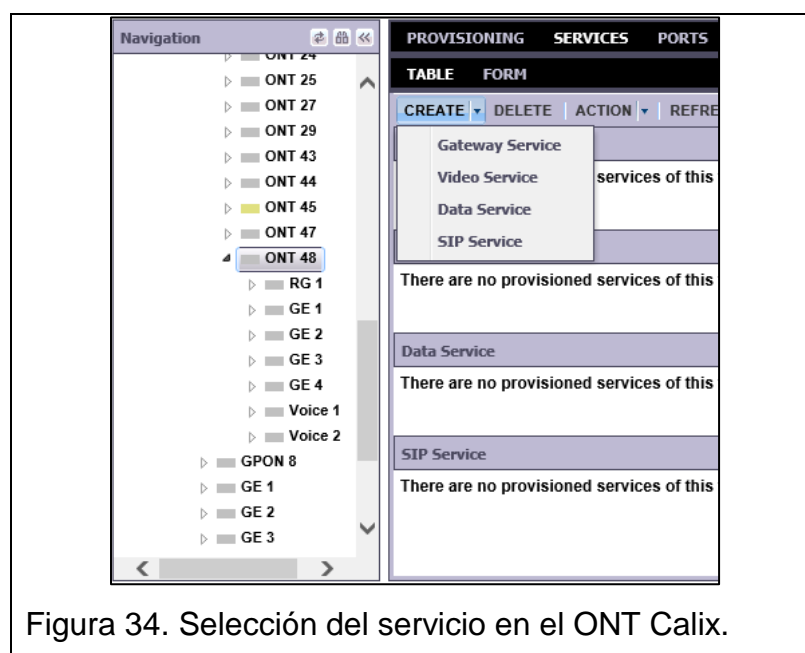 Navigation
ONT 24
ONT 25
ONT 27
ONT 29
ONT 43
ONT 44
ONT 45
ONT 47
ONT 48
RG 1
GE 1
GE 2
GE 3
GE 4
Voice 1
Voice 2
GPON 8
GE 1
GE 2
GE 3
PROVISIONING SERVICES PORTS
TABLE FORM
CREATE DELETE ACTION REFRE
Gateway Service
Video Service
Data Service
SIP Service
services of this
There are no provisioned services of this
Data Service
There are no provisioned services of this
SIP Service
There are no provisioned services of this
Figura 34. Selección del servicio en el ONT Calix.